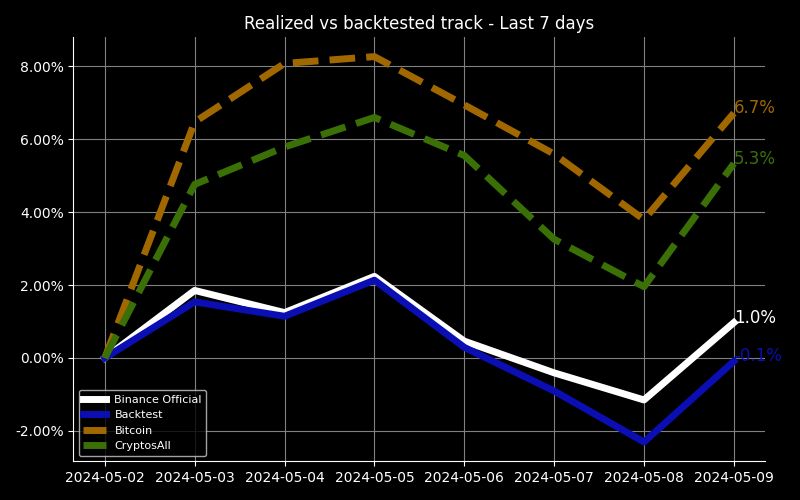 Realized vs backtested track - Last 7 days
8.00%
6.00%
4.00%
2.00%
0.00%
-2.00%
6.7%
5.3%
1.0%
-0.1%
Binance Official
Backtest
Bitcoin
CryptosAll
2024-05-02 2024-05-03 2024-05-04 2024-05-05 2024-05-06 2024-05-07 2024-05-08 2024-05-09